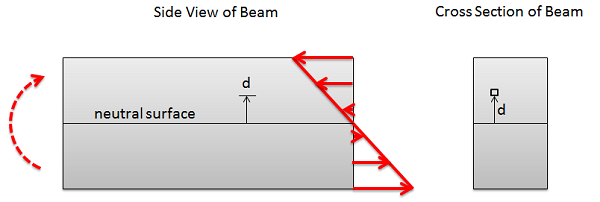 Side View of Beam
Cross Section of Beam
d
neutral surface
d